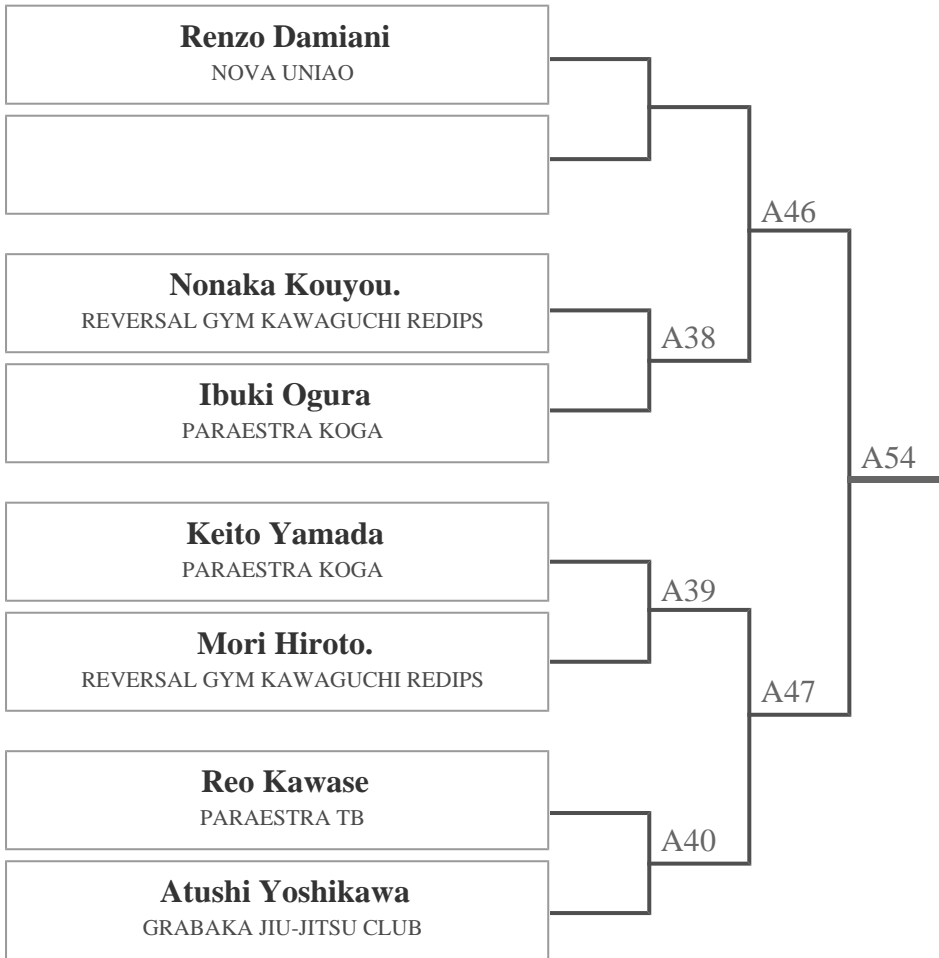 Renzo Damiani
NOVA UNIAO
A46
Nonaka Kouyou.
REVERSAL GYM KAWAGUCHI REDIPS
A38
Ibuki Ogura
PARAESTRA KOGA
A54
Keito Yamada
PARAESTRA KOGA
A39
Mori Hiroto.
REVERSAL GYM KAWAGUCHI REDIPS
A47
Reo Kawase
PARAESTRA TB
A40
Atushi Yoshikawa
GRABAKA JIU-JITSU CLUB